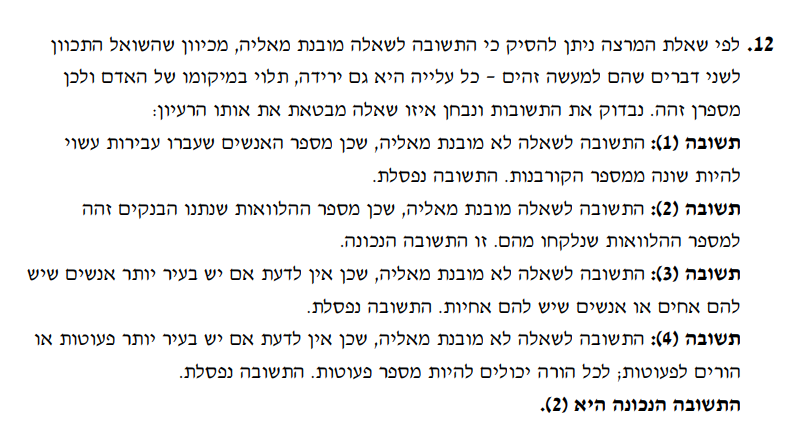 12. לפי שאלת המרצה ניתן להסיק כי התשובה לשאלה מובנת מאליה, מכיוון שהשואל התכוון
לשני דברים שהם למעשה זהים – כל עלייה היא גם ירידה, תלוי במיקומו של האדם ולכן
מספרן זהה. נבדוק את התשובות ונבחן איזו שאלה מבטאת את אותו הרעיון:
תשובה (1): התשובה לשאלה לא מובנת מאליה, שכן מספר האנשים שעברו עבירות עשוי
להיות שונה ממספר הקורבנות. התשובה נפסלת.
תשובה (2): התשובה לשאלה מובנת מאליה, שכן מספר ההלוואות שנתנו הבנקים זהה
למספר ההלוואות שנלקחו מהם. זו התשובה הנכונה.
תשובה (3): התשובה לשאלה לא מובנת מאליה, שכן אין לדעת אם יש בעיר יותר אנשים שיש
להם אחים או אנשים שיש להם אחיות. התשובה נפסלת.
תשובה (4): התשובה לשאלה לא מובנת מאליה, שכן אין לדעת אם יש בעיר יותר פעוטות או
הורים לפעוטות; לכל הורה יכולים להיות מספר פעוטות. התשובה נפסלת.
התשובה הנכונה היא (2).